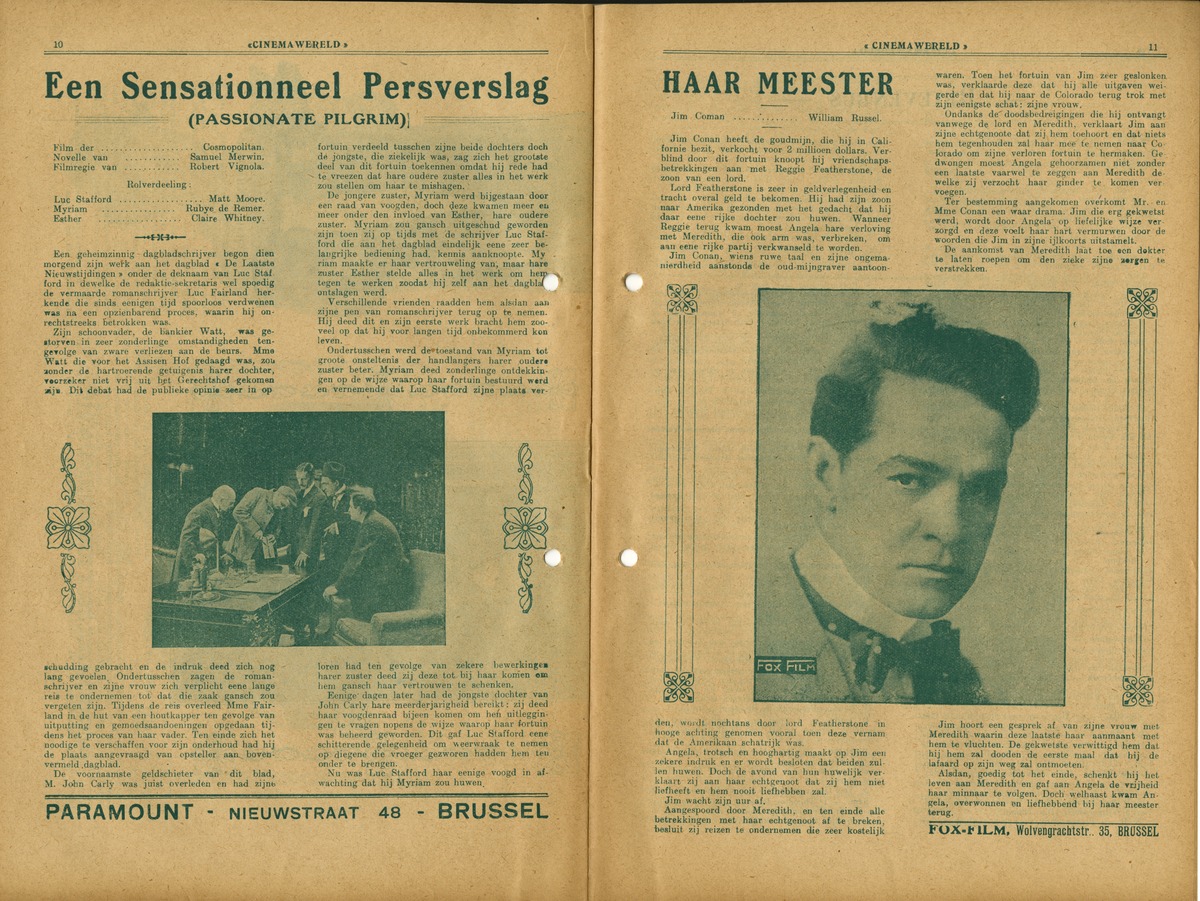 10
«CINEMAWERELD»
Een Sensationneel Persverslag
(PASSIONATE PILGRIM)
Film der ................ Cosmopolitan.
Novelle van ............ Samuel Merwin.
Filmregie van ........... Robert Vignola.
Rolverdeeling:
Luc Stafford ................ Matt Moore.
Myriam ............... Rubye de Remer.
Esther ................ Claire Whitney.
Een geheimzinnig dagbladschrijver begon dien
morgend zijn werk aan het dagblad « De Laatste
Nieuwstijdingen » onder de deknaam van Luc Staf
ford in dewelke de redaktie-sekretaris wel spoedig
de vermaarde romanschrijver Luc Fairland her-
kende die sinds eenigen tijd spoorloos verdwenen
was na een opzienbarend proces, waarin hij on-
rechtstreeks betrokken was.
Zijn schoonvader, de bankier Watt, was ge-
storven in zeer zonderlinge omstandigheden ten-
gevolge van zware verliezen aan de beurs. Mme
Watt die voor het Assisen Hof gedaagd was, zou
zonder de hartroerende getuigenis harer dochter,
voorzeker niet vrij uit het Gerechtshof gekomen
zijn. Dit debat had de publieke opinie zeer in op
schudding gebracht en de indruk deed zich nog
lang gevoelen. Ondertusschen zagen de roman-
schrijver en zijne vrouw zich verplicht eene lange
reis te ondernemen tot dat die zaak gansch zou
vergeten zijn. Tijdens de reis overleed Mme Fair-
land in de hut van een houtkapper ten gevolge van
uitputting en gemoedsaandoeningen opgedaan tij-
dens het proces van haar vader. Ten einde zich het
noodige te verschaffen voor zijn onderhoud had hij
de plaats aangevraagd van opsteller aan boven-
vermeld dagblad.
De voornaamste geldschieter van dit blad,
M. John Carly was juist overleden en had zijne
fortuin verdeeld tusschen zijne beide dochters doch
de jongste, die ziekelijk was, zag zich het grootste
deel van dit fortuin toekennen omdat hij rede had
te vreezen dat hare oudere zuster alles in het werk
zou stellen om haar te mishagen.
De jongere zuster, Myriam werd bijgestaan door
een raad van voogden, doch deze kwamen meer en
meer onder den invloed van Esther, hare oudere
zuster. Myriam zou gansch uitgeschud geworden
zijn toen zij op tijds met de schrijver Luc Staf-
ford die aan het dagblad eindelijk eene zeer be-
langrijke bediening had, kennis aanknoopte. My
riam maakte er haar vertrouweling van, maar hare
zuster Esther stelde alles in het werk om hem
tegen te werken zoodat hij zelf aan het dagblad
ontslagen werd.
Verschillende vrienden raadden hem alsdan aan
zijne pen van romanschrijver terug op te nemen.
Hij deed dit en zijn eerste werk bracht hem zoo-
veel op dat hij voor langen tijd onbekommerd kon
leven.
Ondertusschen werd de toestand van Myriam tot
groote onsteltenis der handlangers harer oudere
zuster beter. Myriam deed zonderlinge ontdekkin-
gen op de wijze waarop haar fortuin bestuurd werd
en vernemende dat Luc Stafford zijne plaats ver-
loren had ten gevolge van zekere bewerkingen
harer zuster deed zij deze tot bij haar komen om
hem gansch haar vertrouwen te schenken.
Eenige dagen later had de jongste dochter van
John Carly hare meerderjarigheid bereikt: zij deed
haar voogdenraad bijeen komen om hen uitleggin-
gen te vragen nopens de wijze waarop haar fortuin
was beheerd geworden. Dit gaf Luc Stafford eene
schitterende gelegenheid om weerwraak te nemen
op diegene die vroeger gezworen hadden hem ten
onder te brengen.
Nu was Luc Stafford haar eenige voogd in af-
wachting dat hij Myriam zou huwen.
PARAMOUNT - NIEUWSTRAAT 48 - BRUSSEL
« CINEMAWERELD »
11
HAAR MEESTER
Jim Coman ............. William Russel.
Jim Conan heeft de goudmijn, die hij in Cali-
fornie bezit, verkocht voor 2 millioen dollars. Ver-
blind door dit fortuin knoopt hij vriendschaps-
betrekkingen aan met Reggie Featherstone, de
zoon van een lord.
Lord Featherstone is zeer in geldverlegenheid en
tracht overal geld te bekomen. Hij had zijn zoon
naar Amerika gezonden met het gedacht dat hij
daar eene rijke dochter zou huwen. Wanneer
Reggie terug kwam moest Angela hare verloving
met Meredith, die ook arm was, verbreken, om
aan eene rijke partij verkwanseld te worden.
Jim Conan, wiens ruwe taal en zijne ongema-
nierdheid aanstonds de oud-mijngraver aantoon-
den, wordt nochtans door lord Featherstone in
hooge achting genomen vooral toen deze vernam
dat de Amerikan schatrijk was.
Angela, trotsch en hooghartig maakt op Jim een
zekere indruk en er wordt besloten dat beiden zul-
len huwen. Doch de avond van hun huwelijk ver-
klaart zij aan haar echtgenoot dat zij hem niet
liefheeft en hem nooit liefhebben zal.
Jim wacht zijn uur af.
Aangespoord door Meredith, en ten einde alle
betrekkingen met haar echtgenoot af te breken,
besluit zij reizen te ondernemen die zeer kostelijk
waren. Toen het fortuin van Jim zeer geslonken
was, verklaarde deze dat hij alle uitgaven wei-
gerde en dat hij naar de Colorado terug trok met
zijn eenigste schat: zijne vrouw.
Ondanks de doodsbedreigingen die hij ontvangt
vanwege de lord en Meredith, verklaart Jim aan
zijne echtgenoote dat zij hem toehoort en dat niets
hem tegenhouden zal haar mee te nemen naar Co-
lorado om zijne verloren fortuin te hermaken. Ge-
dwongen moest Angela gehoorzamen niet zonder
een laatste vaarwel te zeggen aan Meredith de-
welke zij verzocht haar ginder te komen ver-
voegen.
Ter bestemming aangekomen overkomt Mr. en
Mme Conan een waar drama. Jim die erg gekwetst
werd, wordt door Angela op liefelijke wijze ver-
zorgd en deze voelt haar hart vermurwen door de
woorden die Jim in zijne ijlkoorts uitstamelt.
De aankomst van Meredith laat toe een dokter
te laten roepen om den zieke zijne zorgen te
verstrekken.
FOX FILM
Jim hoort een gesprek af van zijne vrouw met
Meredith waarin deze laatste haar aanmaant met
hem te vluchten. De gekwetste verwittigd hem dat
hij hem zal dooden de eerste maal dat hij de
lafaard op zijn weg zal ontmoeten.
Alsdan, goedig tot het einde, schenkt hij het
leven aan Meredith en gaf aan Angela de vrijheid
haar minnaar te volgen. Doch welhaast kwam An-
gela, overwonnen en liefhebbend bij haar meester
terug.
FOX-FILM, Wolvengrachtstr. 35, BRUSSEL